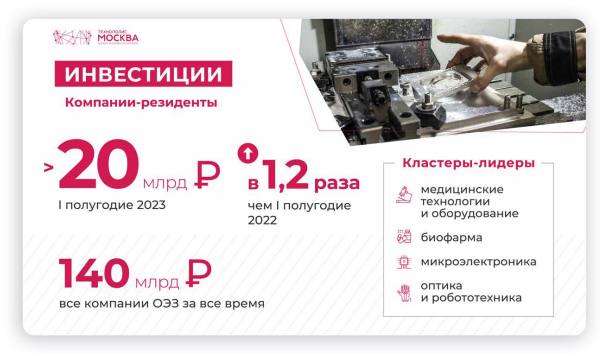 ТЕХНОПОЛИС
МОСКВА
ИНВЕСТИЦИИ
Компании-резиденты
>20 млрд ₽
I полугодие 2023
в 1,2 раза
чем I полугодие
2022
140 млрд ₽
все компании ОЭЗ за все время
Кластеры-лидеры
медицинские
технологии
и оборудование
биофарма
микроэлектроника
оптика
и робототехника